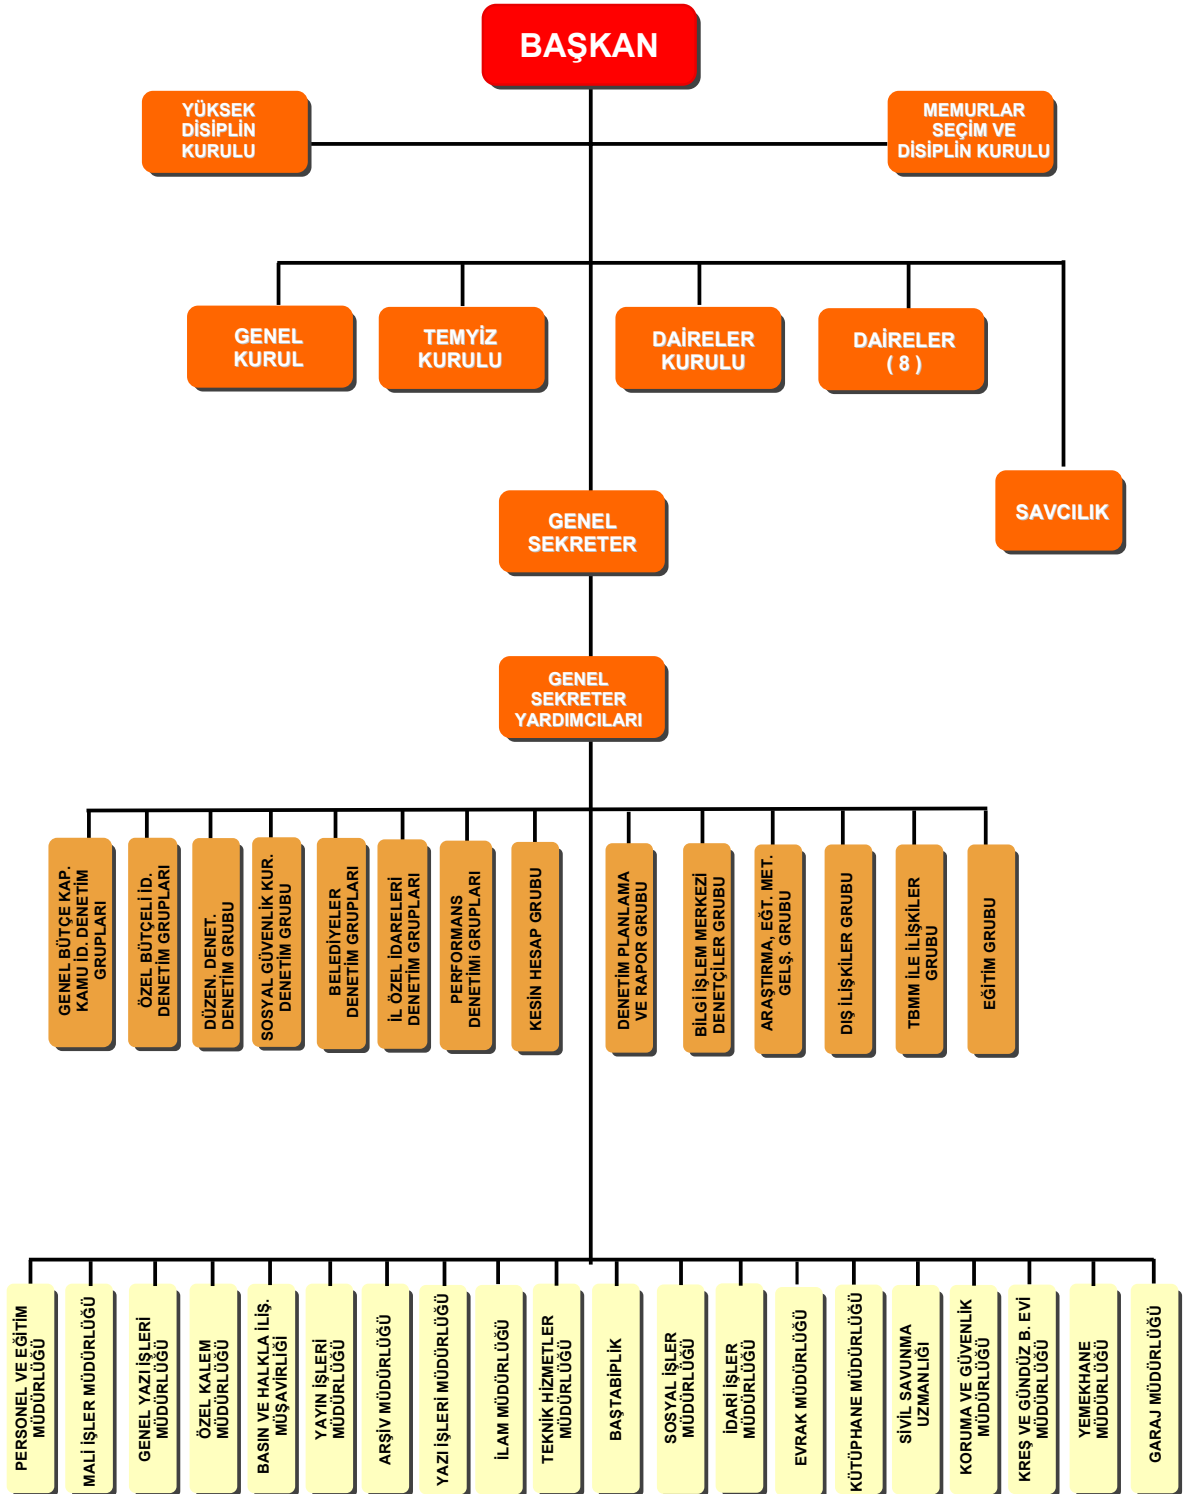 BAŞKAN
YÜKSEK
DİSİPLİN
KURULU
MEMURLAR
SEÇİM VE
DİSİPLİN KURULU
GENEL
KURUL
TEMYİZ
KURULU
DAİRELER
KURULU
DAİRELER
( 8 )
SAVCILIK
GENEL
SEKRETER
GENEL
SEKRETER
YARDIMCILARI
GENEL BÜTÇE KAP.
KAMU İD. DENETİM
GRUPLARI
ÖZEL BÜTÇELİ İD.
DENETİM GRUPLARI
DÜZEN. DENET.
DENETİM GRUBU
SOSYAL GÜVENLİK KUR.
DENETİM GRUBU
BELEDİYELER
DENETİM GRUPLARI
İL ÖZEL İDARELERİ
DENETİM GRUPLARI
PERFORMANS
DENETİMİ GRUPLARI
KESİN HESAP GRUBU
DENETİM PLANLAMA
VE RAPOR GRUBU
BİLGİ İŞLEM MERKEZİ
DENETÇİLER GRUBU
ARAŞTIRMA, EĞT. MET.
GELŞ. GRUBU
DIŞ İLİŞKİLER GRUBU
TBMM İLE İLİŞKİLER
GRUBU
EĞİTİM GRUBU
PERSONEL VE EĞİTİM
MÜDÜRLÜĞÜ
MALİ İŞLER MÜDÜRLÜĞÜ
GENEL YAZI İŞLERİ
MÜDÜRLÜĞÜ
ÖZEL KALEM
MÜDÜRLÜĞÜ
BASIN VE HALKLA İLİŞ.
MÜŞAVİRLİĞİ
YAYIN İŞLERİ
MÜDÜRLÜĞÜ
ARŞİV MÜDÜRLÜĞÜ
YAZI İŞLERİ MÜDÜRLÜĞÜ
İLAM MÜDÜRLÜĞÜ
TEKNİK HİZMETLER
MÜDÜRLÜĞÜ
BAŞTABİPLİK
SOSYAL İŞLER
MÜDÜRLÜĞÜ
İDARİ İŞLER
MÜDÜRLÜĞÜ
EVRAK MÜDÜRLÜĞÜ
KÜTÜPHANE MÜDÜRLÜĞÜ
SİVİL SAVUNMA
UZMANLIĞI
KORUMA VE GÜVENLİK
MÜDÜRLÜĞÜ
KREŞ VE GÜNDÜZ B. EVİ
MÜDÜRLÜĞÜ
YEMEKHANE
MÜDÜRLÜĞÜ
GARAJ MÜDÜRLÜĞÜ